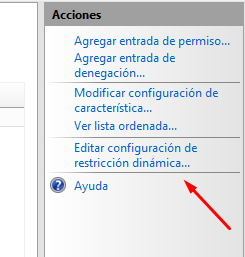 Acciones
Agregar entrada de permiso...
Agregar entrada de
denegación...
Modificar configuración de
característica...
Ver lista ordenada...
Editar configuración de
restricción dinámica...
Ayuda